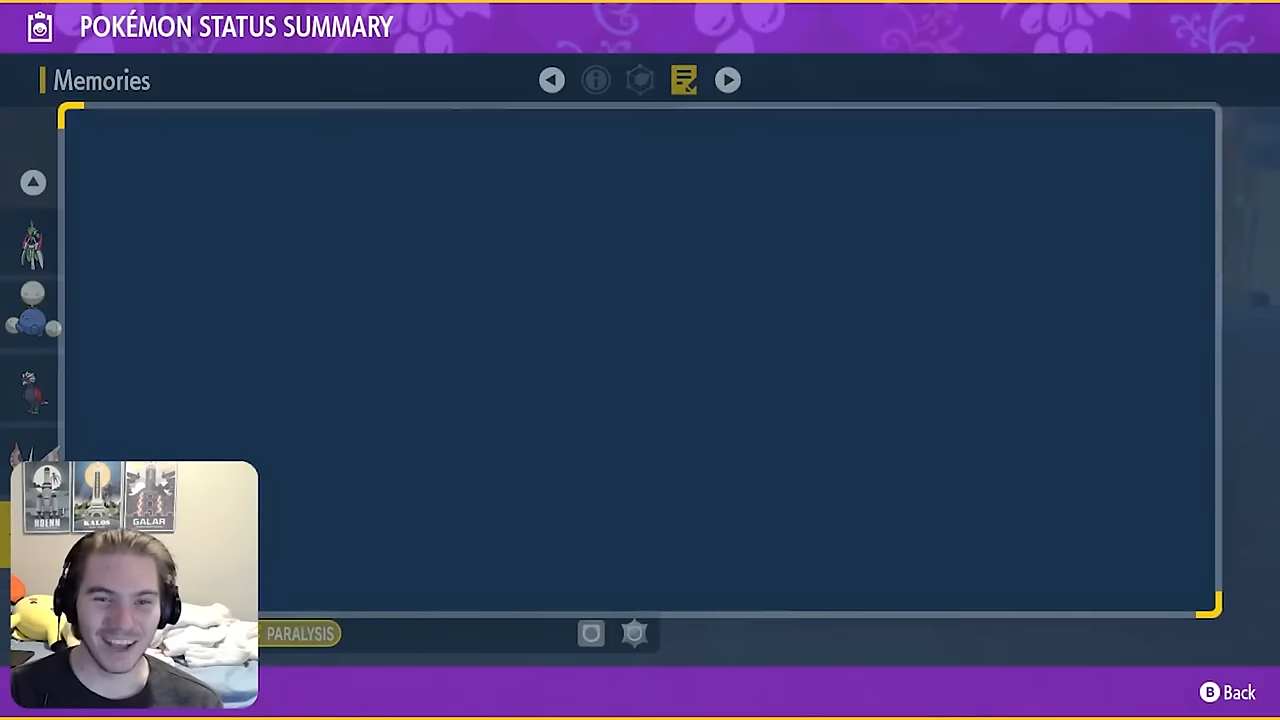 POKÉMON STATUS SUMMARY
Memories
HOENN
KALOS
GALAR
PARALYSIS
B Back